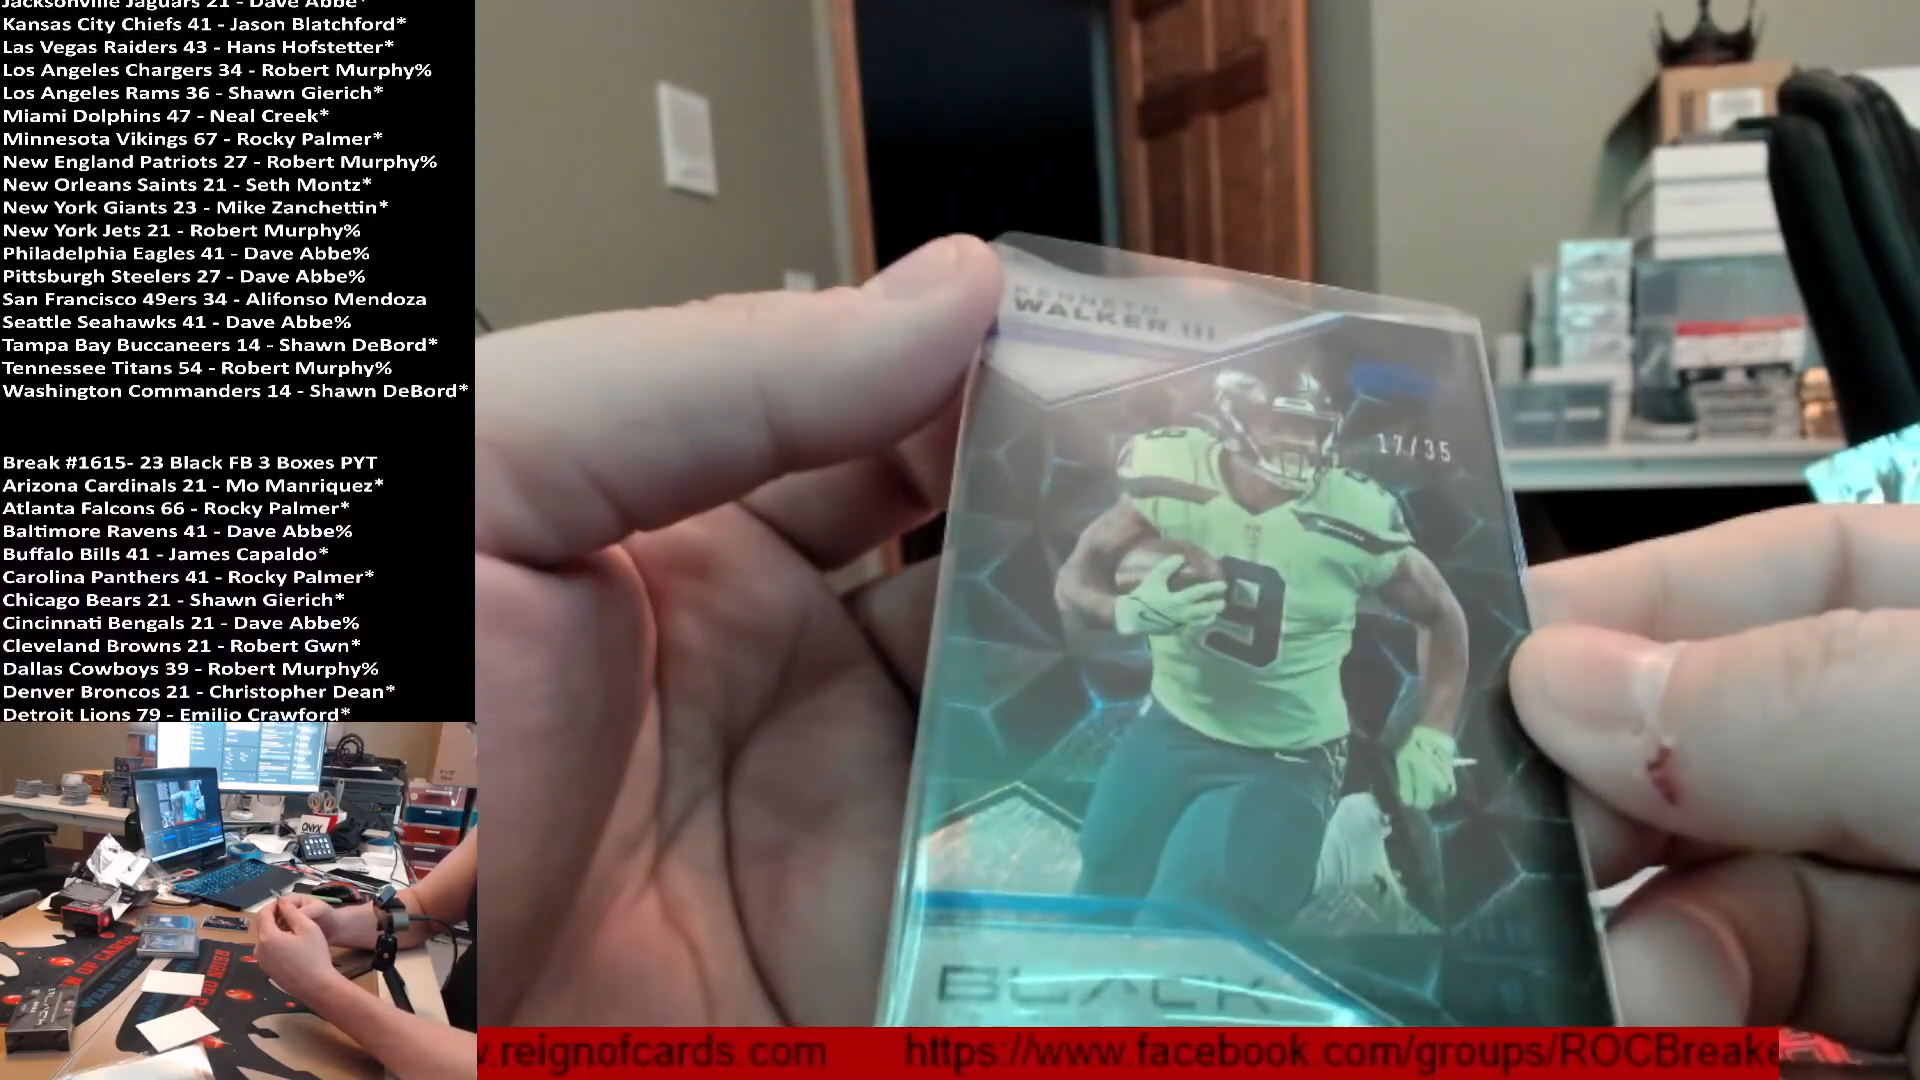 Jacksonville Jaguars 21 - Dave Abbe*
Kansas City Chiefs 41 - Jason Blatchford*
Las Vegas Raiders 43 - Hans Hofstetter*
Los Angeles Chargers 34 - Robert Murphy%
Los Angeles Rams 36 - Shawn Gierich*
Miami Dolphins 47 - Neal Creek*
Minnesota Vikings 67 - Rocky Palmer*
New England Patriots 27 - Robert Murphy%
New Orleans Saints 21 - Seth Montz*
New York Giants 23 - Mike Zanchettin*
New York Jets 21 - Robert Murphy%
Philadelphia Eagles 41 - Dave Abbe%
Pittsburgh Steelers 27 - Dave Abbe%
San Francisco 49ers 34 - Alifonso Mendoza
Seattle Seahawks 41 - Dave Abbe%
Tampa Bay Buccaneers 14 - Shawn DeBord*
Tennessee Titans 54 - Robert Murphy%
Washington Commanders 14 - Shawn DeBord*
Break #1615- 23 Black FB 3 Boxes PYT
Arizona Cardinals 21 - Mo Manriquez*
Atlanta Falcons 66 - Rocky Palmer*
Baltimore Ravens 41 - Dave Abbe%
Buffalo Bills 41 - James Capaldo*
Carolina Panthers 41 - Rocky Palmer*
Chicago Bears 21 - Shawn Gierich*
Cincinnati Bengals 21 - Dave Abbe%
Cleveland Browns 21 - Robert Gwn*
Dallas Cowboys 39 - Robert Murphy%
Denver Broncos 21 - Christopher Dean*
Detroit Lions 79 - Emilio Crawford*
KENNETH
WALKER III
17/35
9
BLACK
ONYX
.reignofcards.com https://www.facebook.com/groups/ROCBreake